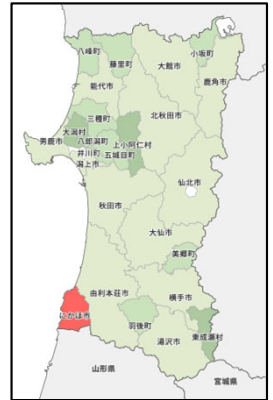 八峰町
藤里町
小坂町
大館市
鹿角市
能代市
三種町
北秋田市
大潟村
上小阿仁村
男鹿市
八郎潟町
井川町
五城目町
潟上市
仙北市
秋田市
大仙市
美郷町
由利本荘市
横手市
にかほ市
羽後町
東成瀬村
湯沢市
山形県
宮城県